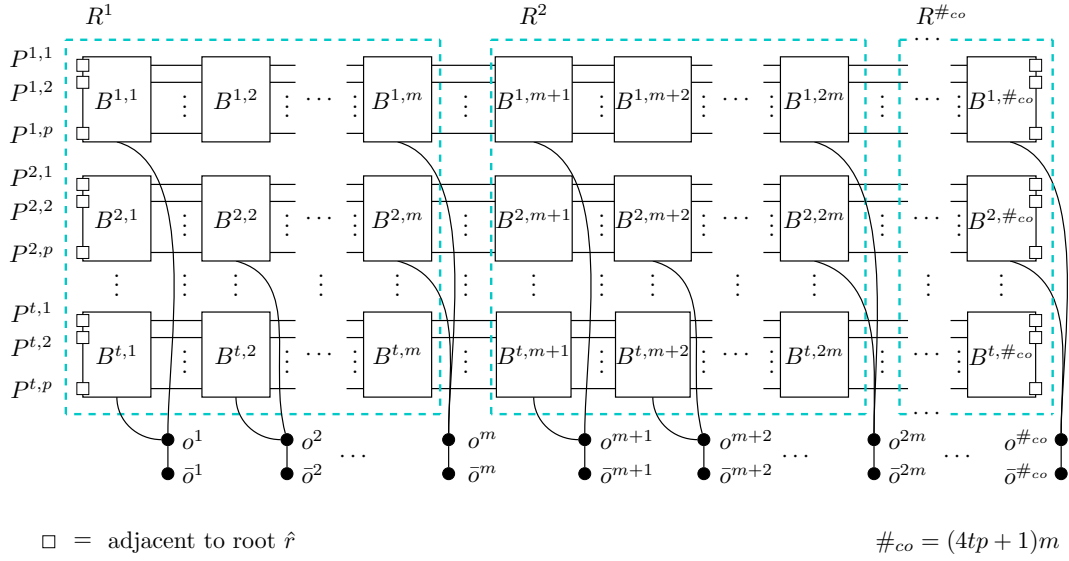 R^1 R^2 R^{#_{co}}
⋯
P^{1,1}
P^{1,2} B^{1,1} ⋮ B^{1,2} ⋮ ⋯ ⋮ B^{1,m} ⋮ B^{1,m+1} ⋮ B^{1,m+2} ⋮ ⋯ ⋮ B^{1,2m} ⋮ ⋮ B^{1,#_{co}}
P^{1,p}
P^{2,1}
P^{2,2} B^{2,1} ⋮ B^{2,2} ⋮ ⋮ B^{2,m} ⋮ B^{2,m+1} ⋮ B^{2,m+2} ⋮ ⋮ B^{2,2m} ⋮ ⋮ B^{2,#_{co}}
P^{2,p}
⋮ ⋮ ⋮ ⋮ ⋮ ⋮ ⋮ ⋮ ⋮ ⋮ ⋮ ⋮ ⋮ ⋮
P^{t,1}
P^{t,2} B^{t,1} ⋮ B^{t,2} ⋮ ⋯ ⋮ B^{t,m} ⋮ B^{t,m+1} ⋮ B^{t,m+2} ⋮ ⋯ ⋮ B^{t,2m} ⋮ ⋮ B^{t,#_{co}}
P^{t,p}
⋯
o^1 o^2 o^m o^{m+1} o^{m+2} o^{2m} o^{#_{co}}
⋯ ⋯ ⋯
ō^1 ō^2 ō^m ō^{m+1} ō^{m+2} ō^{2m} ō^{#_{co}}
□ = adjacent to root r̂ #_{co} = (4tp + 1)m